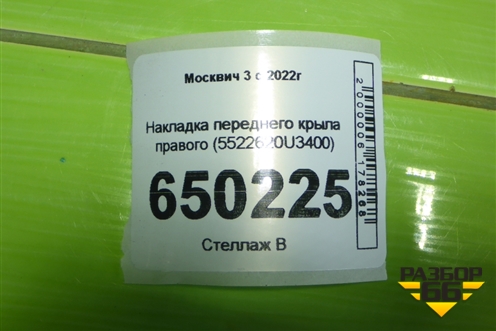 Москвич 3 с 2022г
Накладка переднего крыла
правого (5522620U3400)
650225
Стеллаж В
2000006178268
РАЗБОР
66